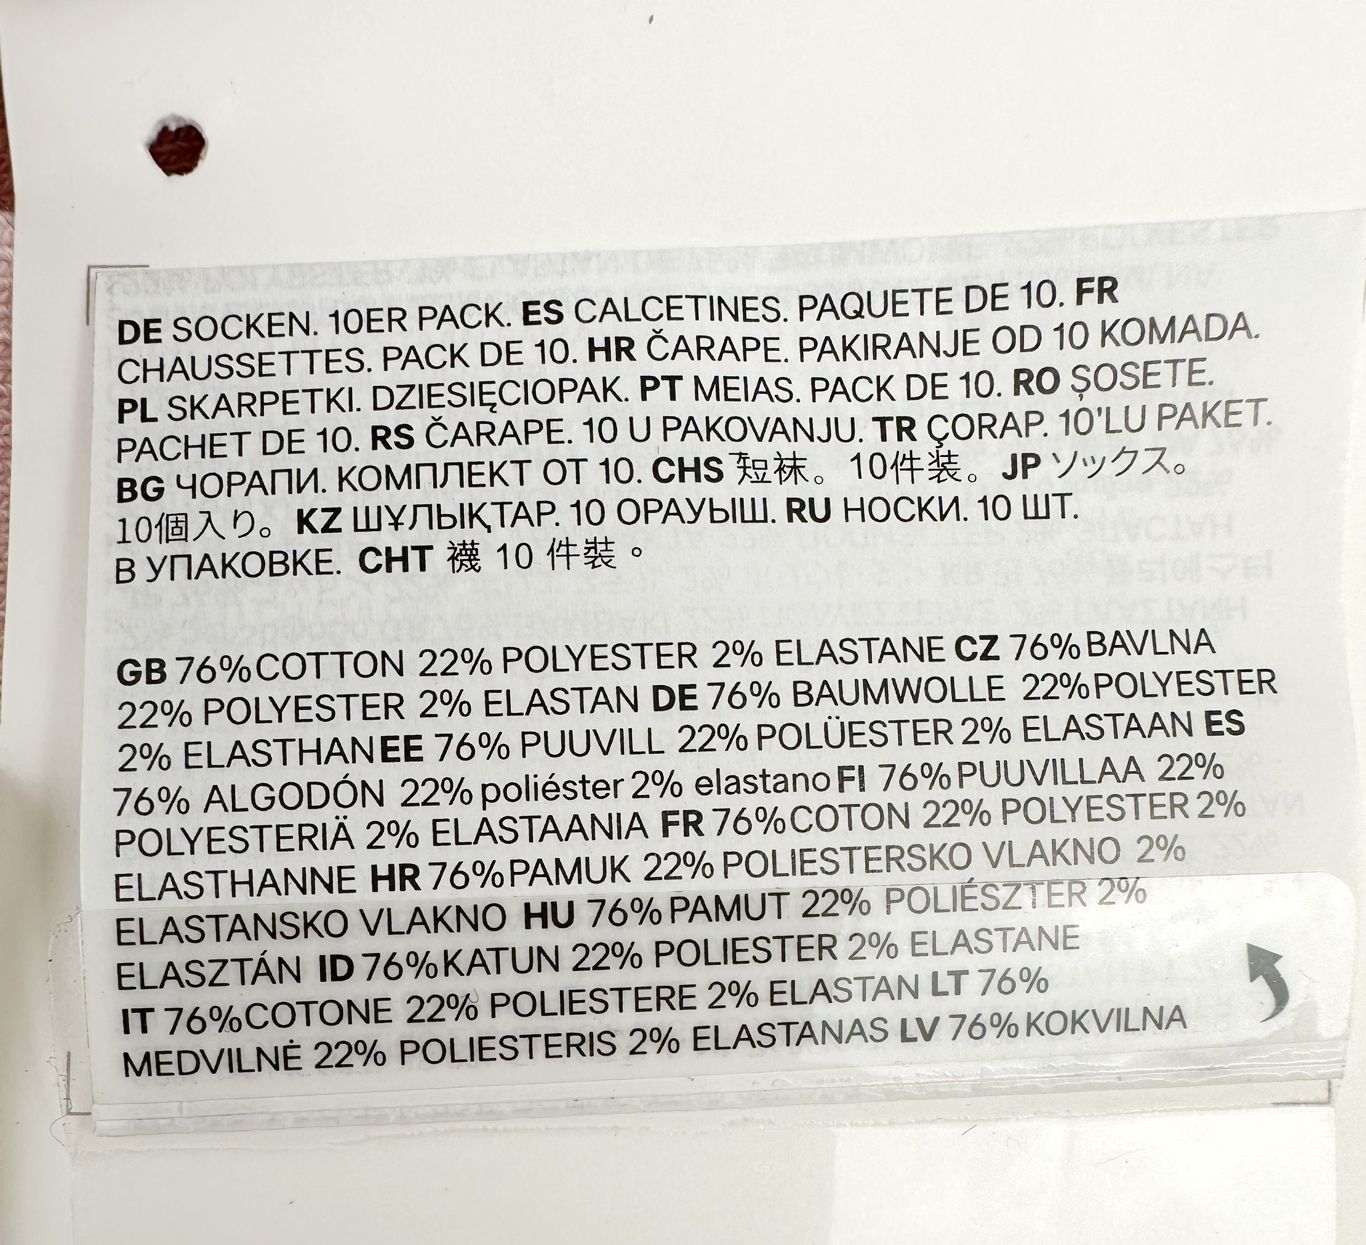 DE SOCKEN. 10ER PACK. ES CALCETINES. PAQUETE DE 10. FR
CHAUSSETTES. PACK DE 10. HR ČARAPE. PAKIRANJE OD 10 KOMADA.
PL SKARPETKI. DZIESIĘCIOPAK. PT MEIAS. PACK DE 10. RO ȘOSETE.
PACHET DE 10. RS ČARAPE. 10 U PAKOVANJU. TR ÇORAP. 10'LU PAKET.
BG ЧОРАПИ. КОМПЛЕКТ ОТ 10. CHS 短袜。 10件装。 JP ソックス。
10個入り。 KZ ШҰЛЫҚТАР. 10 ОРАУЫШ. RU НОСКИ. 10 ШТ.
В УПАКОВКЕ. CHT 襪 10 件裝。
GB 76% COTTON 22% POLYESTER 2% ELASTANE CZ 76% BAVLNA
22% POLYESTER 2% ELASTAN DE 76% BAUMWOLLE 22% POLYESTER
2% ELASTHAN EE 76% PUUVILL 22% POLÜESTER 2% ELASTAAN ES
76% ALGODÓN 22% poliéster 2% elastano FI 76% PUUVILLAA 22%
POLYESTERIÄ 2% ELASTAANIA FR 76% COTON 22% POLYESTER 2%
ELASTHANNE HR 76% PAMUK 22% POLIESTERSKO VLAKNO 2%
ELASTANSKO VLAKNO HU 76% PAMUT 22% POLIÉSZTER 2%
ELASZTÁN ID 76% KATUN 22% POLIESTER 2% ELASTANE
IT 76% COTONE 22% POLIESTERE 2% ELASTAN LT 76%
MEDVILNĖ 22% POLIESTERIS 2% ELASTANAS LV 76% KOKVILNA